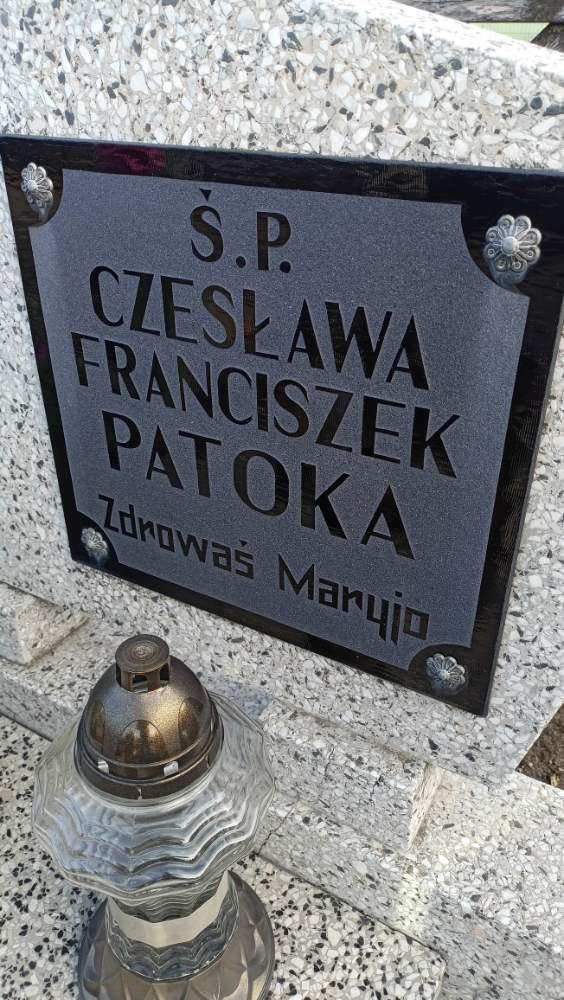 Ś.P.
CZESŁAWA
FRANCISZEK
PATOKA
Zdrowaś Maryjo